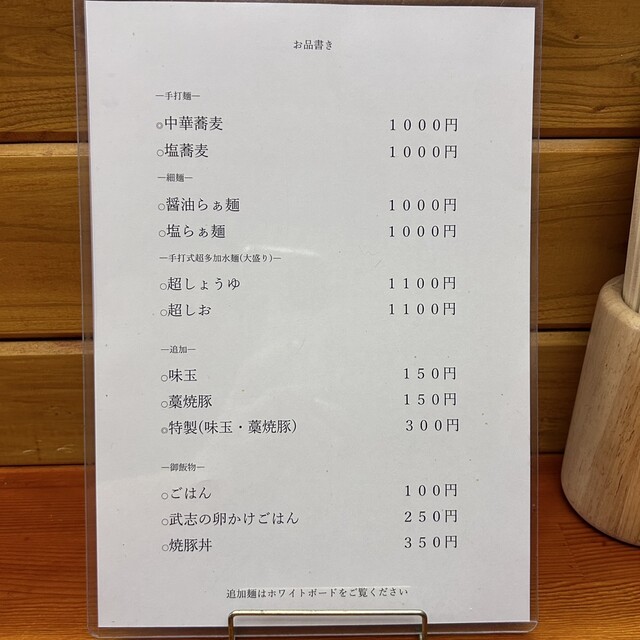 お品書き
―手打麺―
◎中華蕎麦 1000円
○塩蕎麦 1000円
―細麺―
○醤油らぁ麺 1000円
○塩らぁ麺 1000円
―手打式超多加水麺(大盛り)―
○超しょうゆ 1100円
○超しお 1100円
―追加―
○味玉 150円
○藁焼豚 150円
◎特製(味玉・藁焼豚) 300円
―御飯物―
○ごはん 100円
○武志の卵かけごはん 250円
○焼豚丼 350円
追加麺はホワイトボードをご覧ください